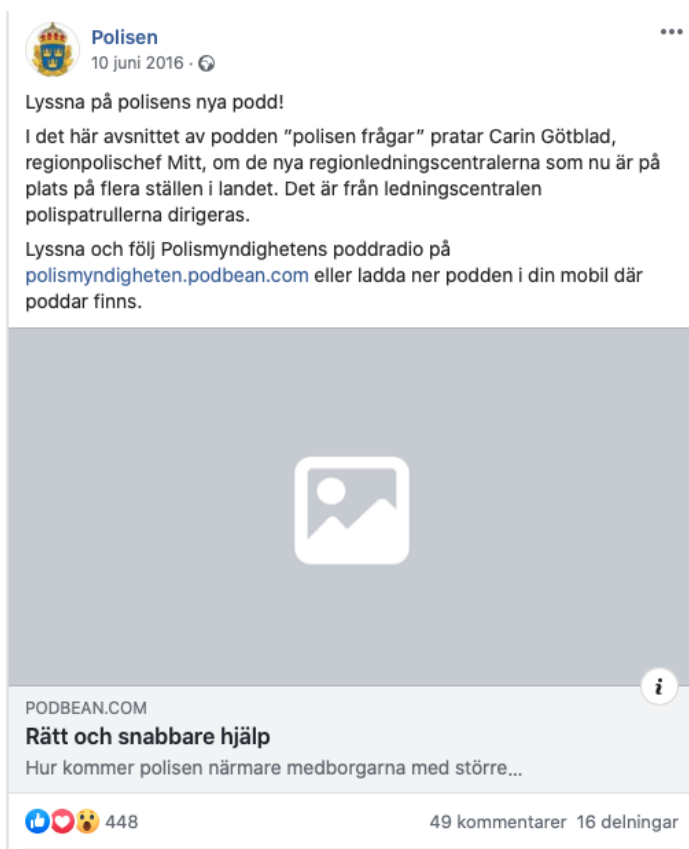 Polisen
10 juni 2016 ·
Lyssna på polisens nya podd!
I det här avsnittet av podden ”polisen frågar” pratar Carin Götblad,
regionpolischef Mitt, om de nya regionledningscentralerna som nu är på
plats på flera ställen i landet. Det är från ledningscentralen
polispatrullerna dirigeras.
Lyssna och följ Polismyndighetens poddradio på
polismyndigheten.podbean.com eller ladda ner podden i din mobil där
poddar finns.
i
PODBEAN.COM
Rätt och snabbare hjälp
Hur kommer polisen närmare medborgarna med större...
448
49 kommentarer 16 delningar